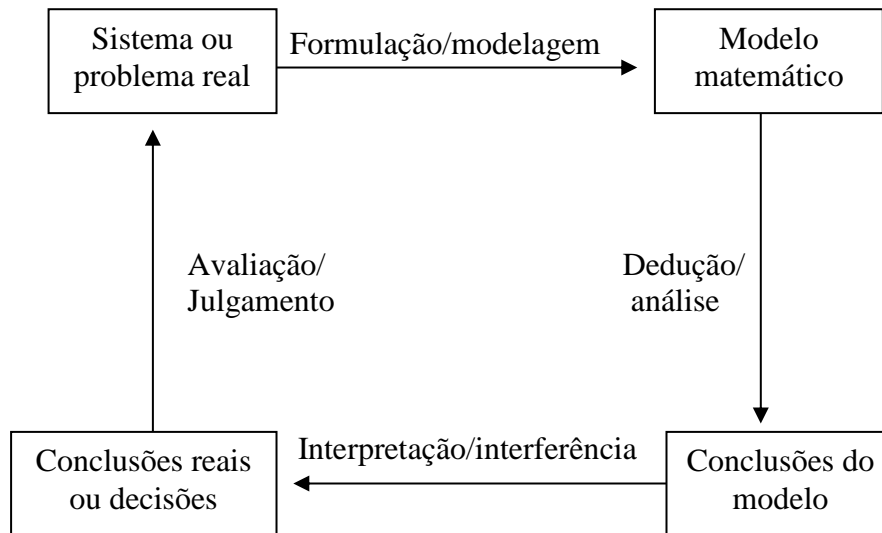 Sistema ou
problema real
Formulação/modelagem
Modelo
matemático
Avaliação/
Julgamento
Dedução/
análise
Conclusões reais
ou decisões
Interpretação/interferência
Conclusões do
modelo